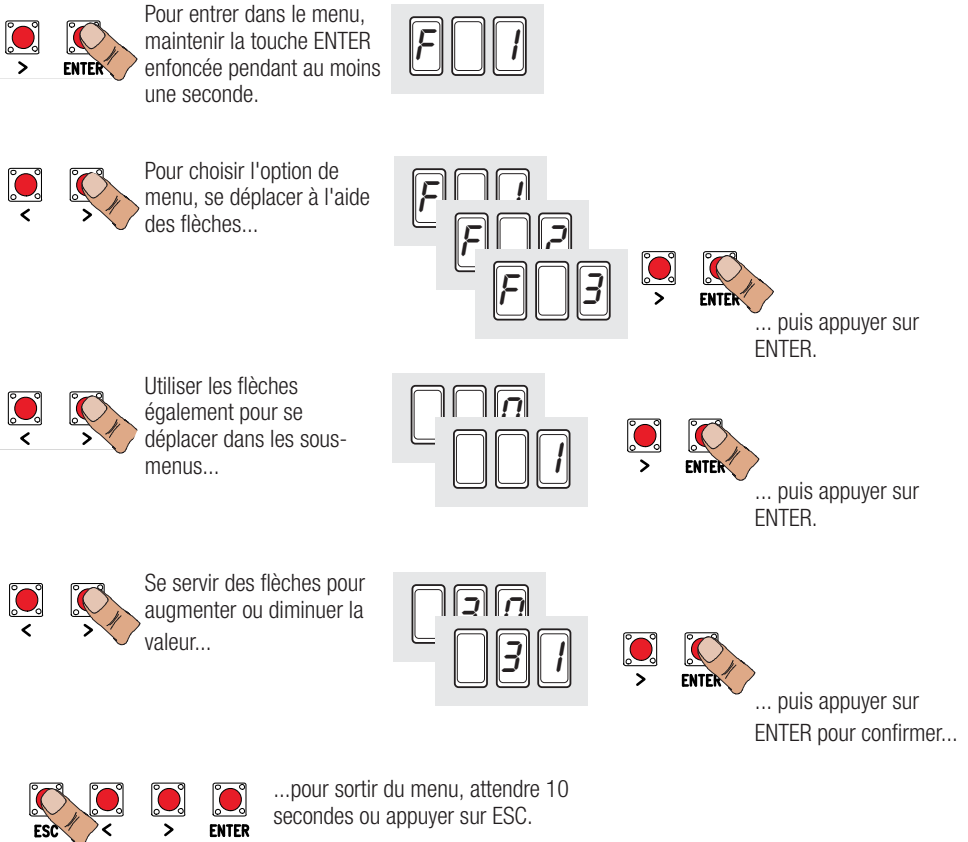 Pour entrer dans le menu,
maintenir la touche ENTER
enfoncée pendant au moins
une seconde.
> ENTER
F 1
Pour choisir l'option de
menu, se déplacer à l'aide
des flèches...
< >
F 1
F 2
F 3
> ENTER
... puis appuyer sur
ENTER.
Utiliser les flèches
également pour se
déplacer dans les sous-
menus...
< >
0
1
> ENTER
... puis appuyer sur
ENTER.
Se servir des flèches pour
augmenter ou diminuer la
valeur...
< >
30
31
> ENTER
... puis appuyer sur
ENTER pour confirmer...
...pour sortir du menu, attendre 10
secondes ou appuyer sur ESC.
ESC < > ENTER